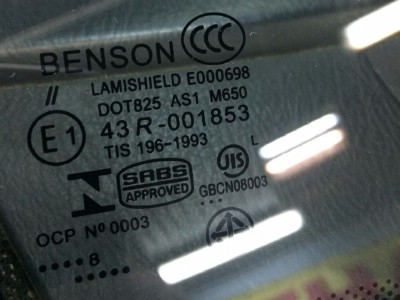 BENSON CCC
// LAMISHIELD E000698
DOT825 AS1 M650
E1 43R-001853
TIS 196-1993
L
SABS APPROVED JIS
GBCN08003
OCP Nº 0003
•••• 8 ••